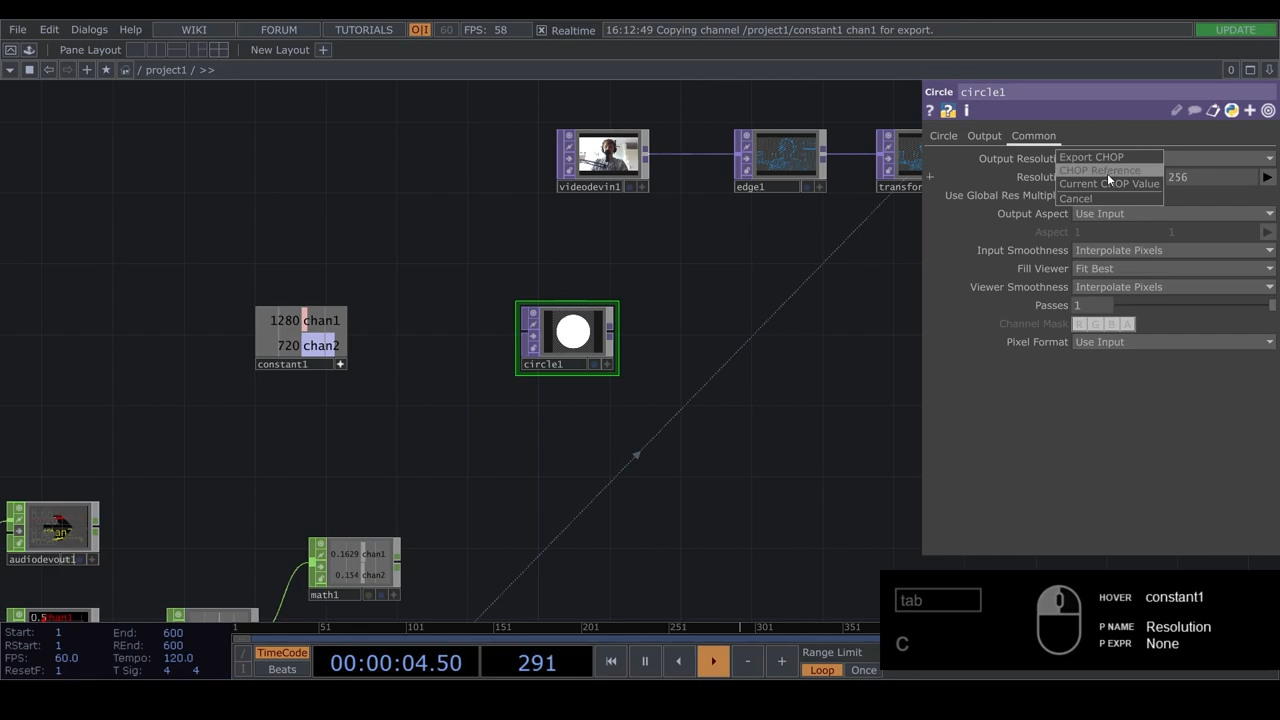 File Edit Dialogs Help WIKI FORUM TUTORIALS O|I 60 FPS: 58 Realtime 16:12:49 Copying channel /project1/constant1 chan1 for export. UPDATE
Pane Layout New Layout +
/ project1 / >> 0
Circle circle1
? ? i
Circle Output Common
Export CHOP
CHOP Reference
Current CHOP Value
Cancel
Output Resoluti
Resoluti 256
Use Global Res Multipl
Output Aspect Use Input
Aspect 1 1
Input Smoothness Interpolate Pixels
Fill Viewer Fit Best
Viewer Smoothness Interpolate Pixels
Passes 1
Channel Mask R G B A
Pixel Format Use Input
videodevin1
edge1
transfor
1280 chan1
720 chan2
constant1
circle1
chan2
audiodevout1
0.1629 chan1
0.154 chan2
math1
0.5 chan1
tab
C
HOVER constant1
P NAME Resolution
P EXPR None
1 51 101 151 201 251 301 351
Start: 1 End: 600
RStart: 1 REnd: 600
FPS: 60.0 Tempo: 120.0
ResetF: 1 T Sig: 4 4
TimeCode
Beats
00:00:04.50
291
Range Limit
Loop Once